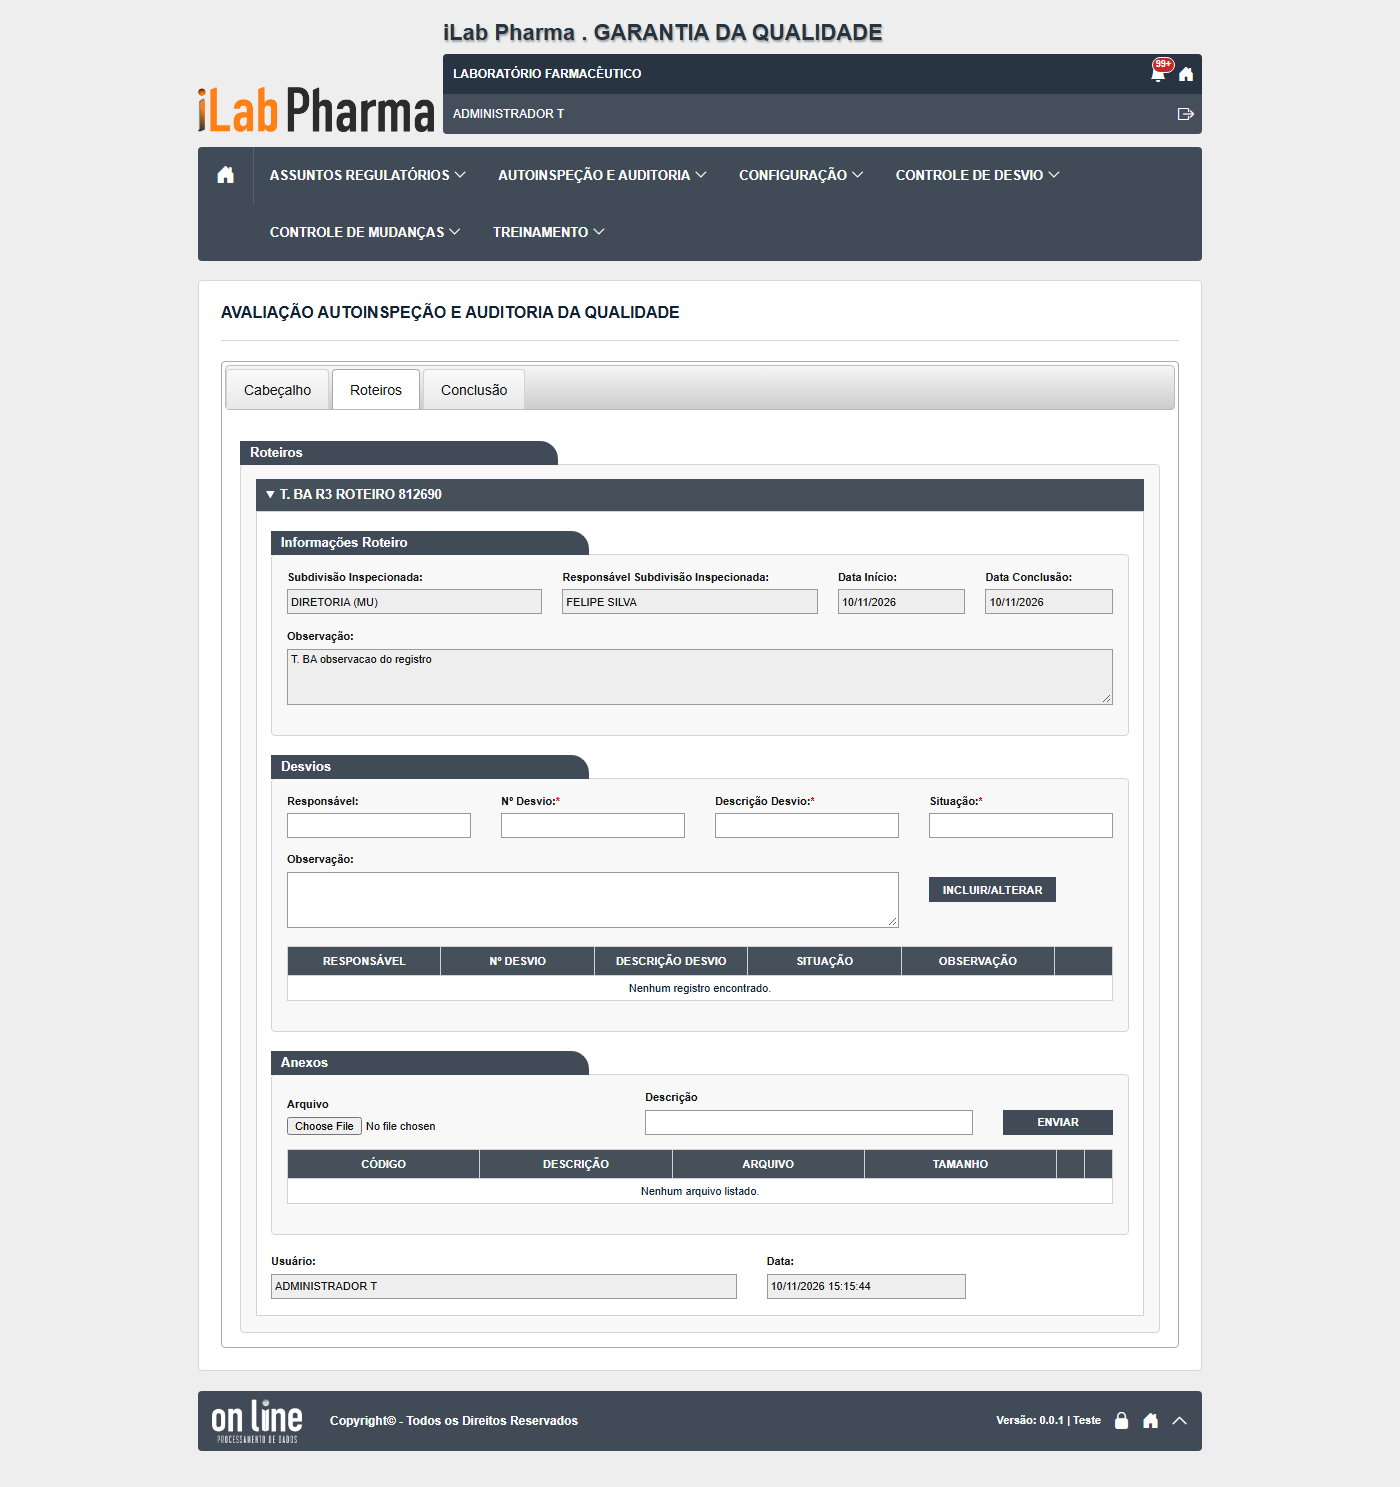 iLab Pharma . GARANTIA DA QUALIDADE
LABORATÓRIO FARMACÊUTICO
99+
iLab Pharma
ADMINISTRADOR T
ASSUNTOS REGULATÓRIOS
AUTOINSPEÇÃO E AUDITORIA
CONFIGURAÇÃO
CONTROLE DE DESVIO
CONTROLE DE MUDANÇAS
TREINAMENTO
AVALIAÇÃO AUTOINSPEÇÃO E AUDITORIA DA QUALIDADE
Cabeçalho
Roteiros
Conclusão
Roteiros
T. BA R3 ROTEIRO 812690
Informações Roteiro
Subdivisão Inspecionada:
Responsável Subdivisão Inspecionada:
Data Início:
Data Conclusão:
DIRETORIA (MU)
FELIPE SILVA
10/11/2026
10/11/2026
Observação:
T. BA observacao do registro
Desvios
Responsável:
Nº Desvio:*
Descrição Desvio:*
Situação:*
Observação:
INCLUIR/ALTERAR
RESPONSÁVEL
Nº DESVIO
DESCRIÇÃO DESVIO
SITUAÇÃO
OBSERVAÇÃO
Nenhum registro encontrado.
Anexos
Arquivo
Descrição
Choose File No file chosen
ENVIAR
CÓDIGO
DESCRIÇÃO
ARQUIVO
TAMANHO
Nenhum arquivo listado.
Usuário:
Data:
ADMINISTRADOR T
10/11/2026 15:15:44
on line
PROCESSAMENTO DE DADOS
Copyright© - Todos os Direitos Reservados
Versão: 0.0.1 | Teste